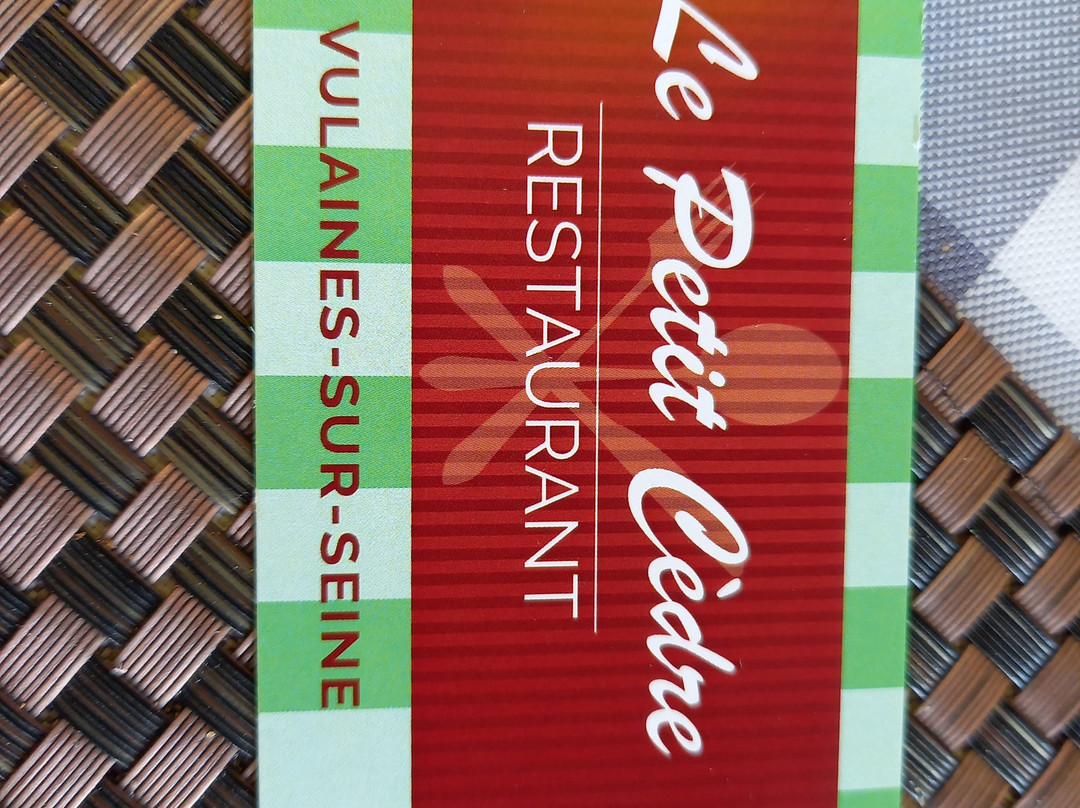 Le Petit Cèdre
RESTAURANT
VULAINES-SUR-SEINE